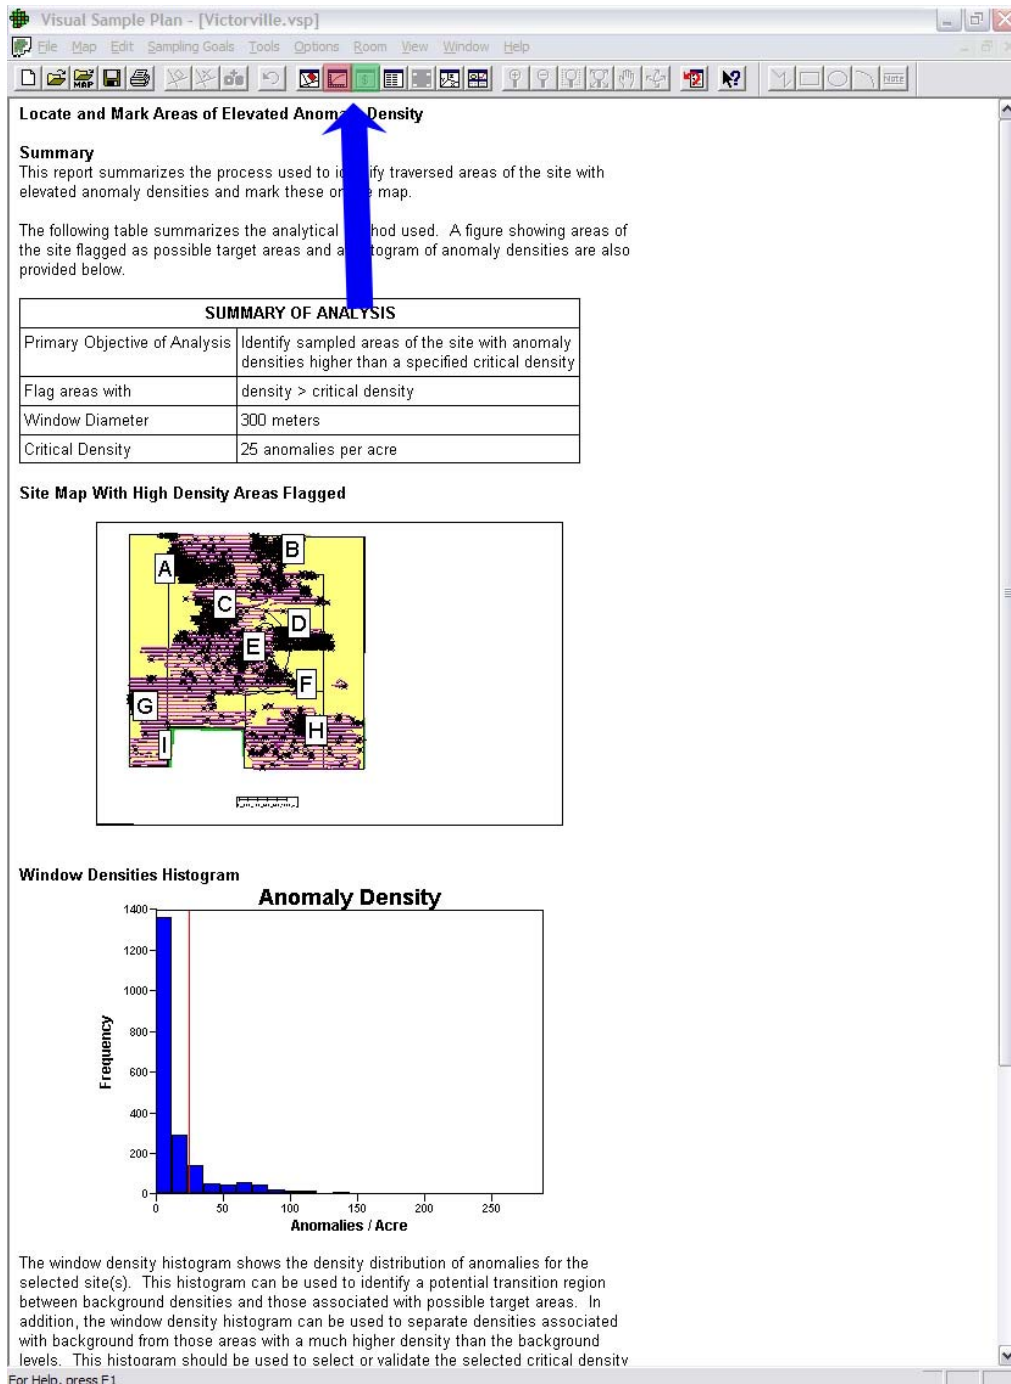 Visual Sample Plan - [Victorville.vsp]
File Map Edit Sampling Goals Tools Options Room View Window Help
MAP
$
Note
Locate and Mark Areas of Elevated Density
Summary
This report summarizes the process used to traversed areas of the site with
elevated anomaly densities and mark these map.
The following table summarizes the analytical used. A figure showing areas of
the site flagged as possible target areas and a of anomaly densities are also
provided below.
SUMMARY OF ANALYSIS
Primary Objective of Analysis
Identify sampled areas of the site with anomaly
densities higher than a specified critical density
Flag areas with
density > critical density
Window Diameter
300 meters
Critical Density
25 anomalies per acre
Site Map With High Density Areas Flagged
A
B
C
D
E
F
G
H
I
Window Densities Histogram
Anomaly Density
1400
1200
1000
800
600
400
200
0
Frequency
0 50 100 150 200 250
Anomalies / Acre
The window density histogram shows the density distribution of anomalies for the
selected site(s). This histogram can be used to identify a potential transition region
between background densities and those associated with possible target areas. In
addition, the window density histogram can be used to separate densities associated
with background from those areas with a much higher density than the background
levels. This histogram should be used to select or validate the selected critical density
For Help, press F1